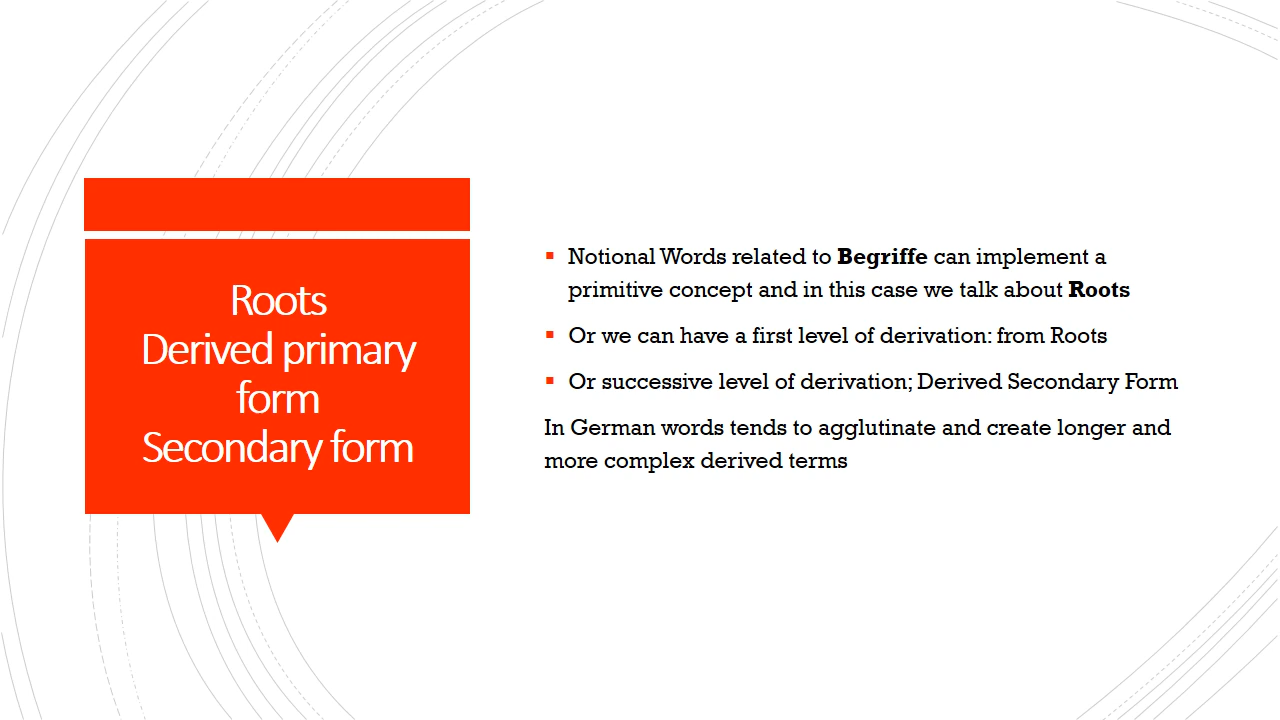 Roots
Derived primary
form
Secondary form
Notional Words related to Begriffe can implement a
primitive concept and in this case we talk about Roots
Or we can have a first level of derivation: from Roots
Or successive level of derivation; Derived Secondary Form
In German words tends to agglutinate and create longer and
more complex derived terms